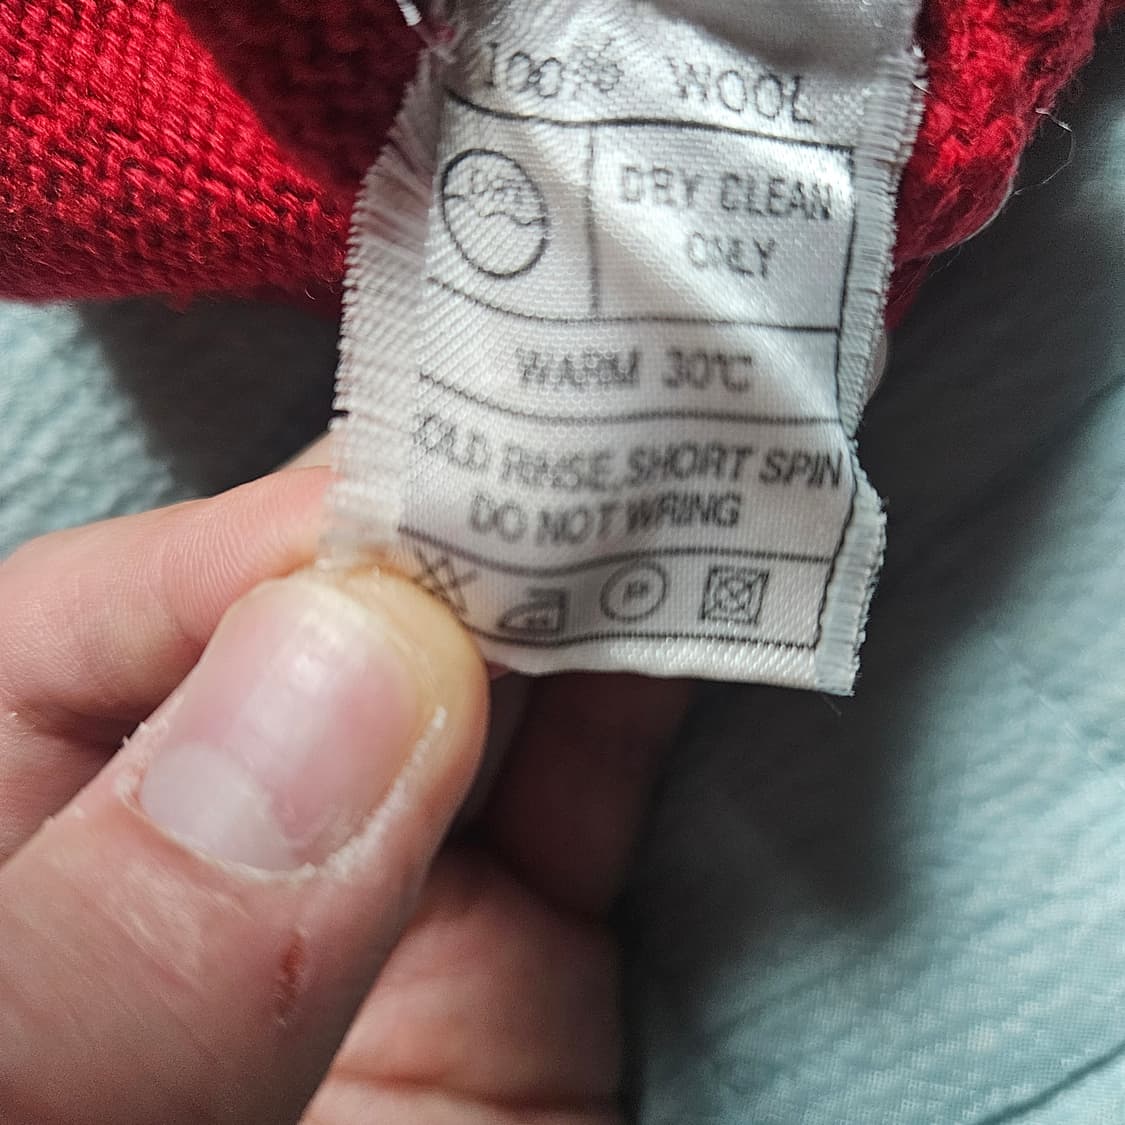 100% WOOL
DRY CLEAN
ONLY
WARM 30°C
COLD RINSE, SHORT SPIN
DO NOT WRING